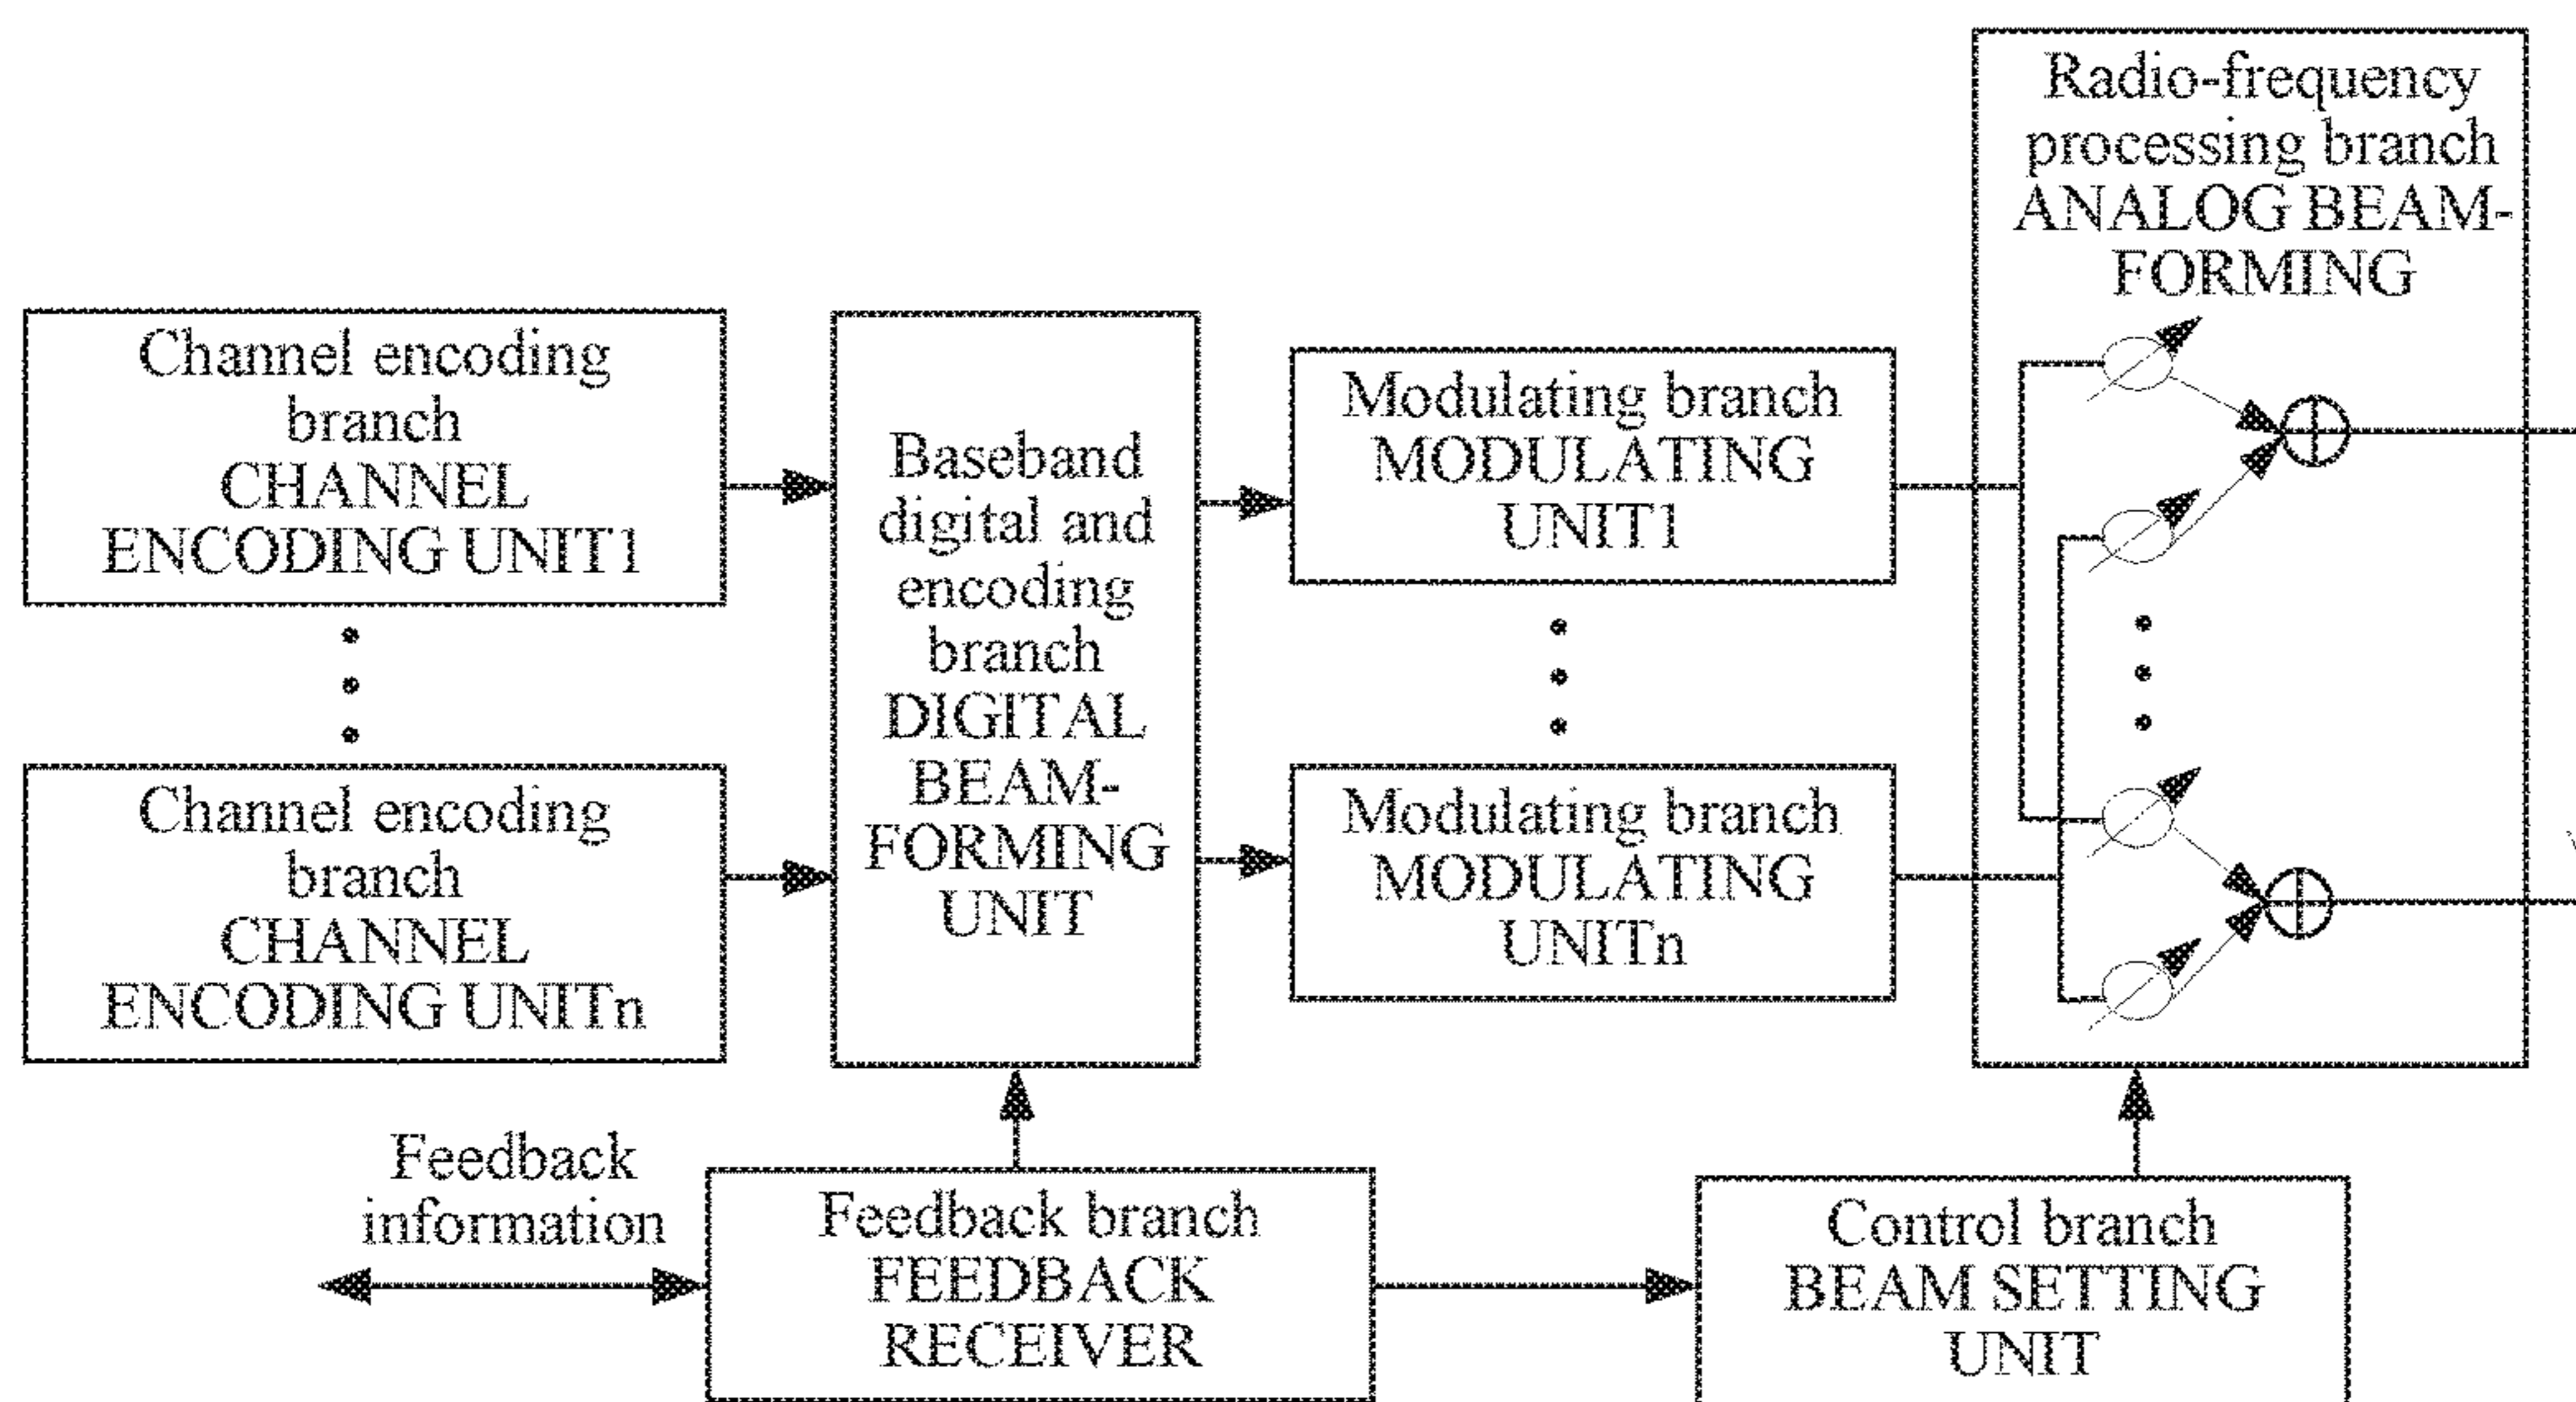 Channel encoding
branch
CHANNEL
ENCODING UNIT1
Channel encoding
branch
CHANNEL
ENCODING UNITn
Baseband
digital and
encoding
branch
DIGITAL
BEAM-
FORMING
UNIT
Modulating branch
MODULATING
UNIT1
Modulating branch
MODULATING
UNITn
Radio-frequency
processing branch
ANALOG BEAM-
FORMING
Feedback
information
Feedback branch
FEEDBACK
RECEIVER
Control branch
BEAM SETTING
UNIT